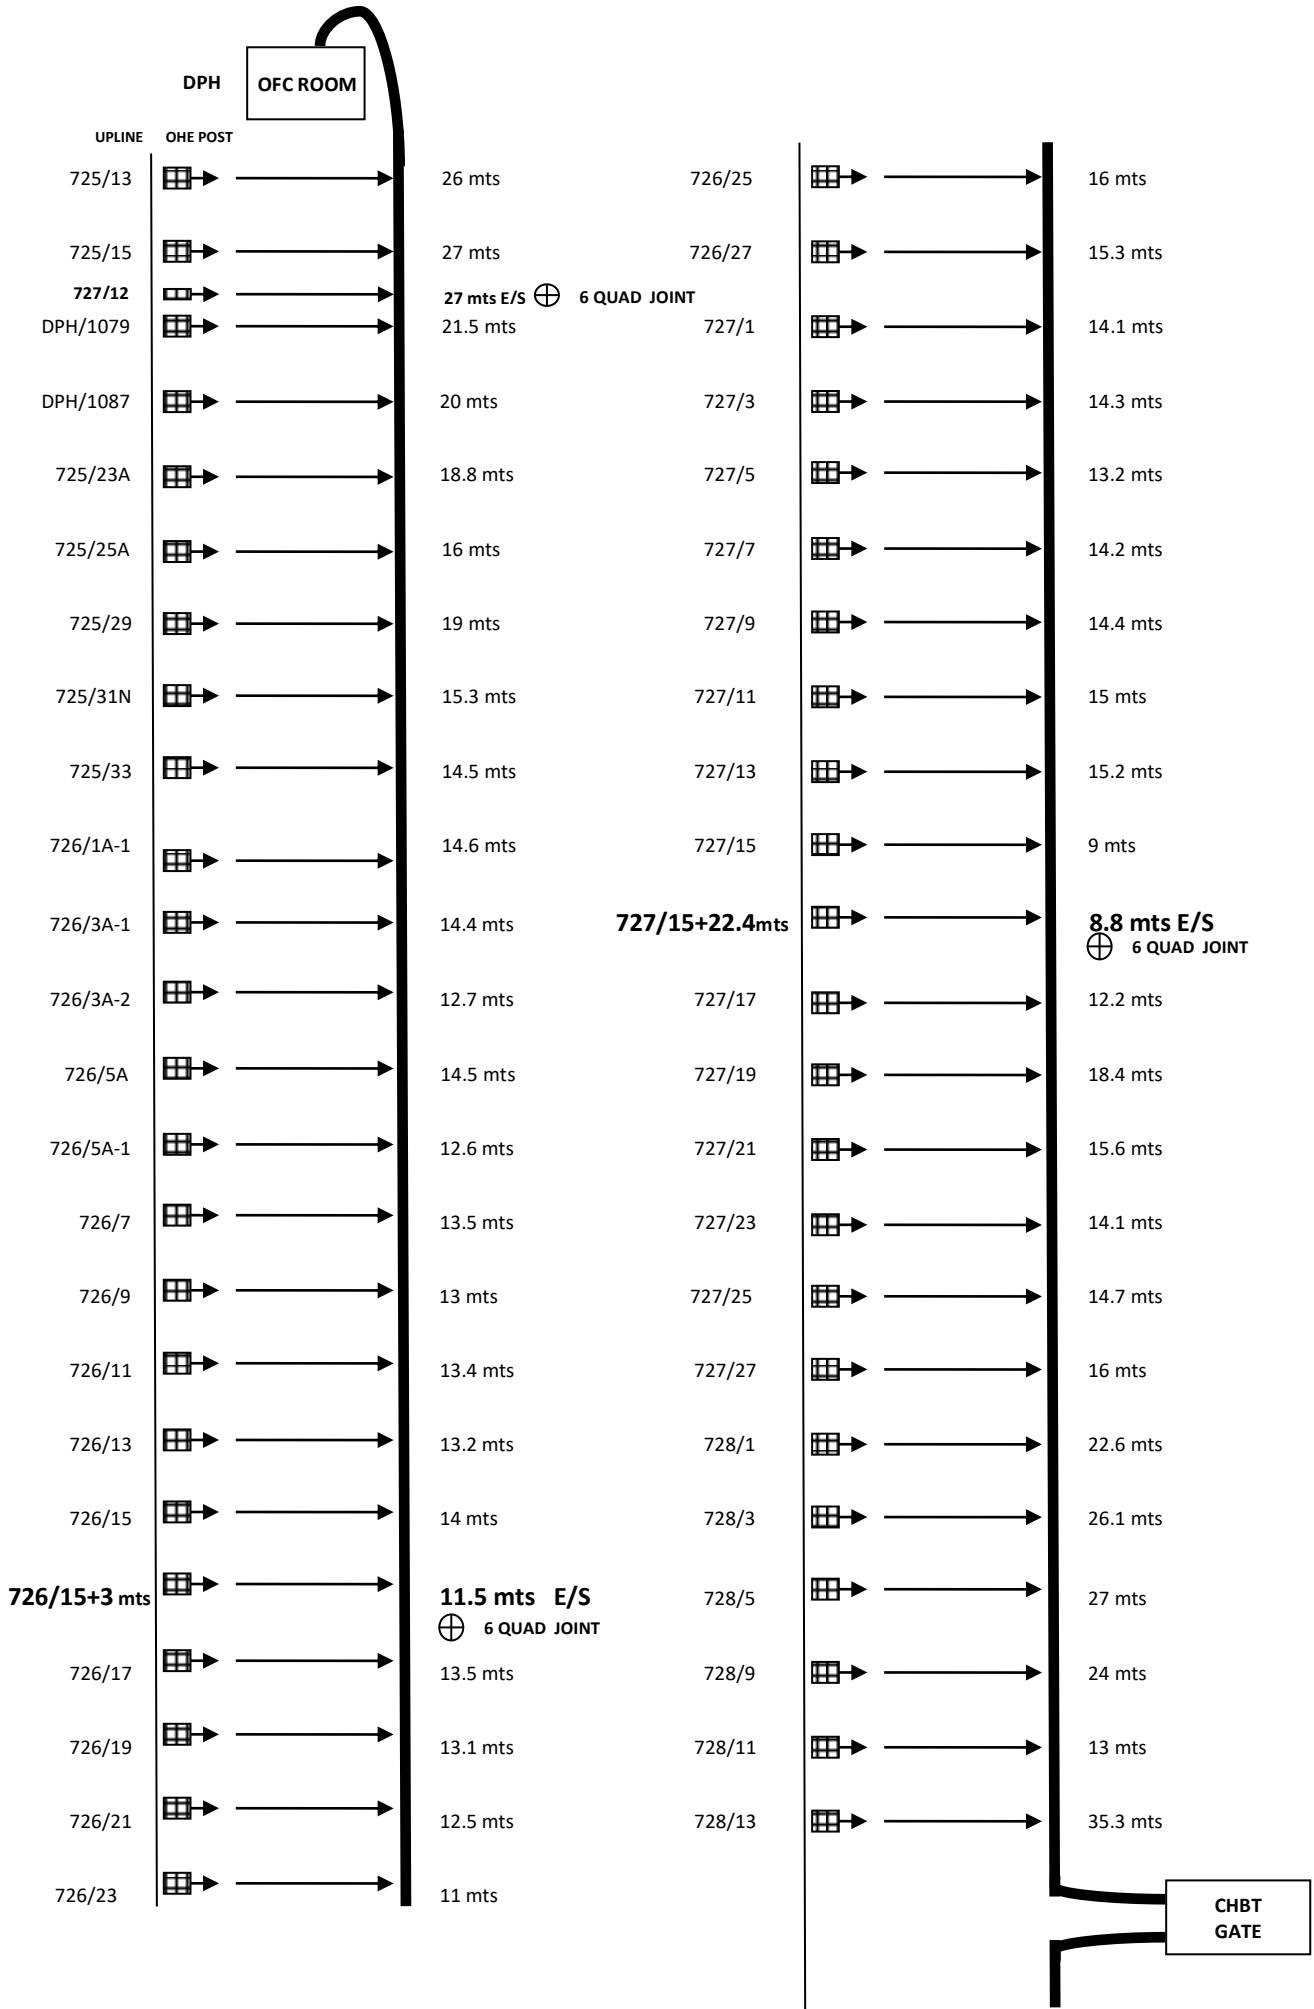 DPH
OFC ROOM
UPLINE OHE POST
725/13 26 mts
725/15 27 mts
727/12 27 mts E/S 6 QUAD JOINT
DPH/1079 21.5 mts
DPH/1087 20 mts
725/23A 18.8 mts
725/25A 16 mts
725/29 19 mts
725/31N 15.3 mts
725/33 14.5 mts
726/1A-1 14.6 mts
726/3A-1 14.4 mts
726/3A-2 12.7 mts
726/5A 14.5 mts
726/5A-1 12.6 mts
726/7 13.5 mts
726/9 13 mts
726/11 13.4 mts
726/13 13.2 mts
726/15 14 mts
726/15+3 mts 11.5 mts E/S
6 QUAD JOINT
726/17 13.5 mts
726/19 13.1 mts
726/21 12.5 mts
726/23 11 mts
726/25 16 mts
726/27 15.3 mts
727/1 14.1 mts
727/3 14.3 mts
727/5 13.2 mts
727/7 14.2 mts
727/9 14.4 mts
727/11 15 mts
727/13 15.2 mts
727/15 9 mts
727/15+22.4mts 8.8 mts E/S
6 QUAD JOINT
727/17 12.2 mts
727/19 18.4 mts
727/21 15.6 mts
727/23 14.1 mts
727/25 14.7 mts
727/27 16 mts
728/1 22.6 mts
728/3 26.1 mts
728/5 27 mts
728/9 24 mts
728/11 13 mts
728/13 35.3 mts
CHBT
GATE